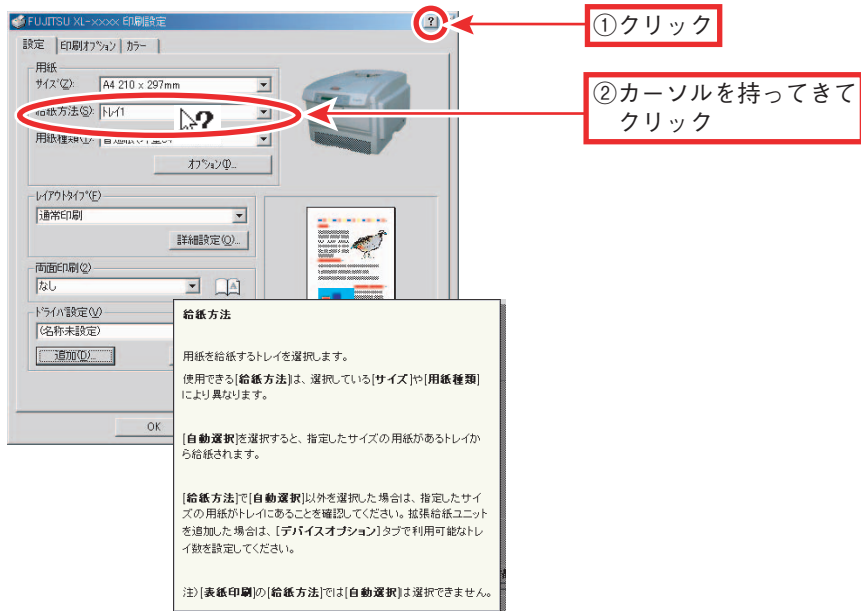 FUJITSU XL-xxxx 印刷設定
?
①クリック
設定 印刷オプション カラー
用紙
サイズ(Z): A4 210 x 297mm
給紙方法(S): トレイ1
②カーソルを持ってきて
クリック
オプション(I)...
レイアウトタイプ(F)
通常印刷
詳細設定(O)...
両面印刷(2)
なし
ドライバ設定(V)
(名称未設定)
追加(D)...
OK
給紙方法
用紙を給紙するトレイを選択します。
使用できる[給紙方法]は、選択している[サイズ]や[用紙種類]
により異なります。
[自動選択]を選択すると、指定したサイズの用紙があるトレイか
ら給紙されます。
[給紙方法]で[自動選択]以外を選択した場合は、指定したサイ
ズの用紙がトレイにあることを確認してください。拡張給紙ユニット
を追加した場合は、[デバイスオプション]タブで利用可能なトレ
イ数を設定してください。
注)[表紙印刷]の[給紙方法]では[自動選択]は選択できません。